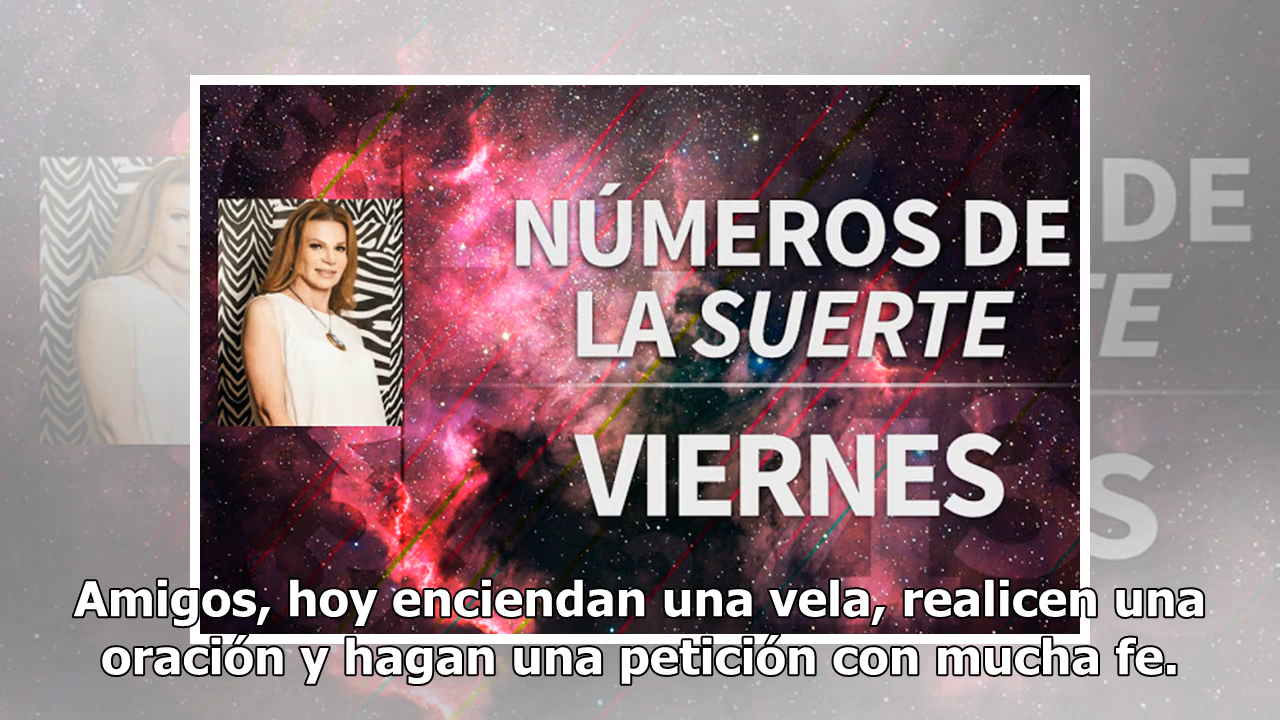 NÚMEROS DE
LA SUERTE
VIERNES
Amigos, hoy enciendan una vela, realicen una
oración y hagan una petición con mucha fe.